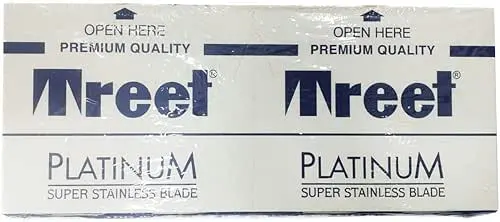 OPEN HERE
PREMIUM QUALITY
Treet®
PLATINUM
SUPER STAINLESS BLADE
OPEN HERE
PREMIUM QUALITY
Treet®
PLATINUM
SUPER STAINLESS BLADE